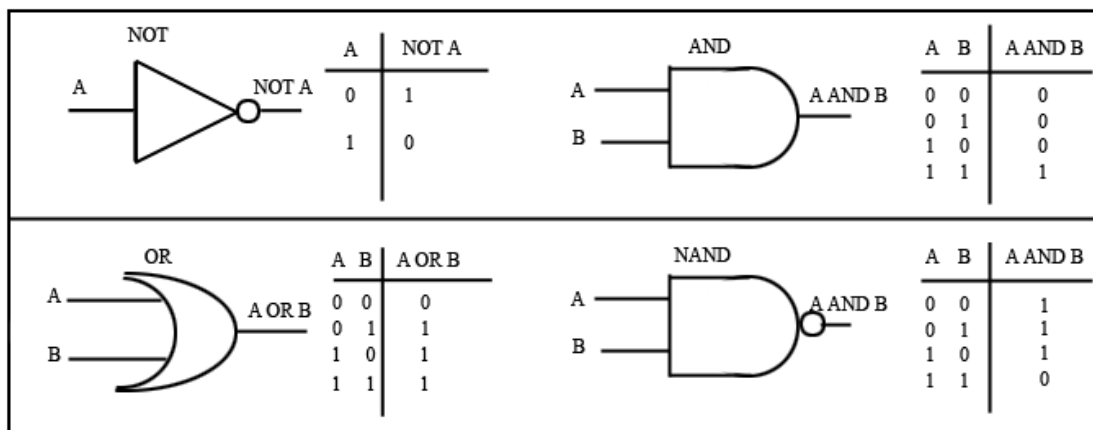 NOT
A
NOT A
A NOT A
0 1
1 0
AND
A
B
A AND B
A B A AND B
0 0 0
0 1 0
1 0 0
1 1 1
OR
A
B
A OR B
A B A OR B
0 0 0
0 1 1
1 0 1
1 1 1
NAND
A
B
A AND B
A B A AND B
0 0 1
0 1 1
1 0 1
1 1 0